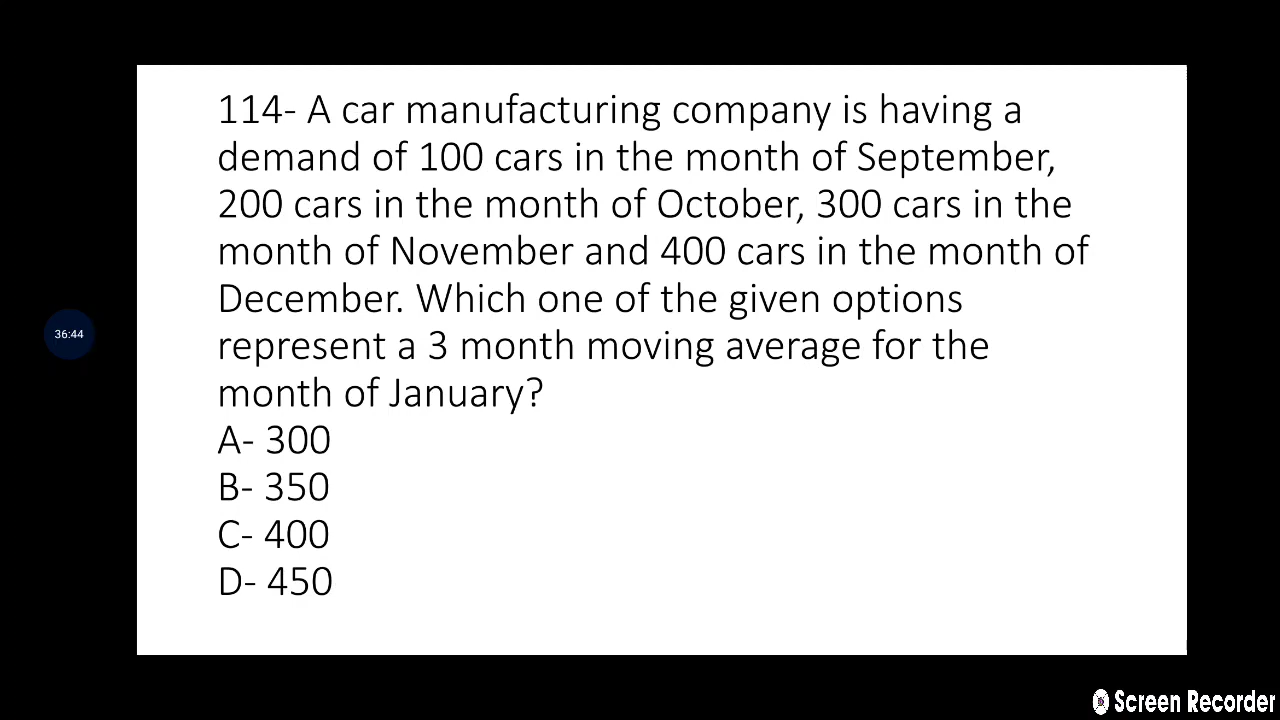 114- A car manufacturing company is having a
demand of 100 cars in the month of September,
200 cars in the month of October, 300 cars in the
month of November and 400 cars in the month of
December. Which one of the given options
represent a 3 month moving average for the
month of January?
A- 300
B- 350
C- 400
D- 450
36:44
Screen Recorder